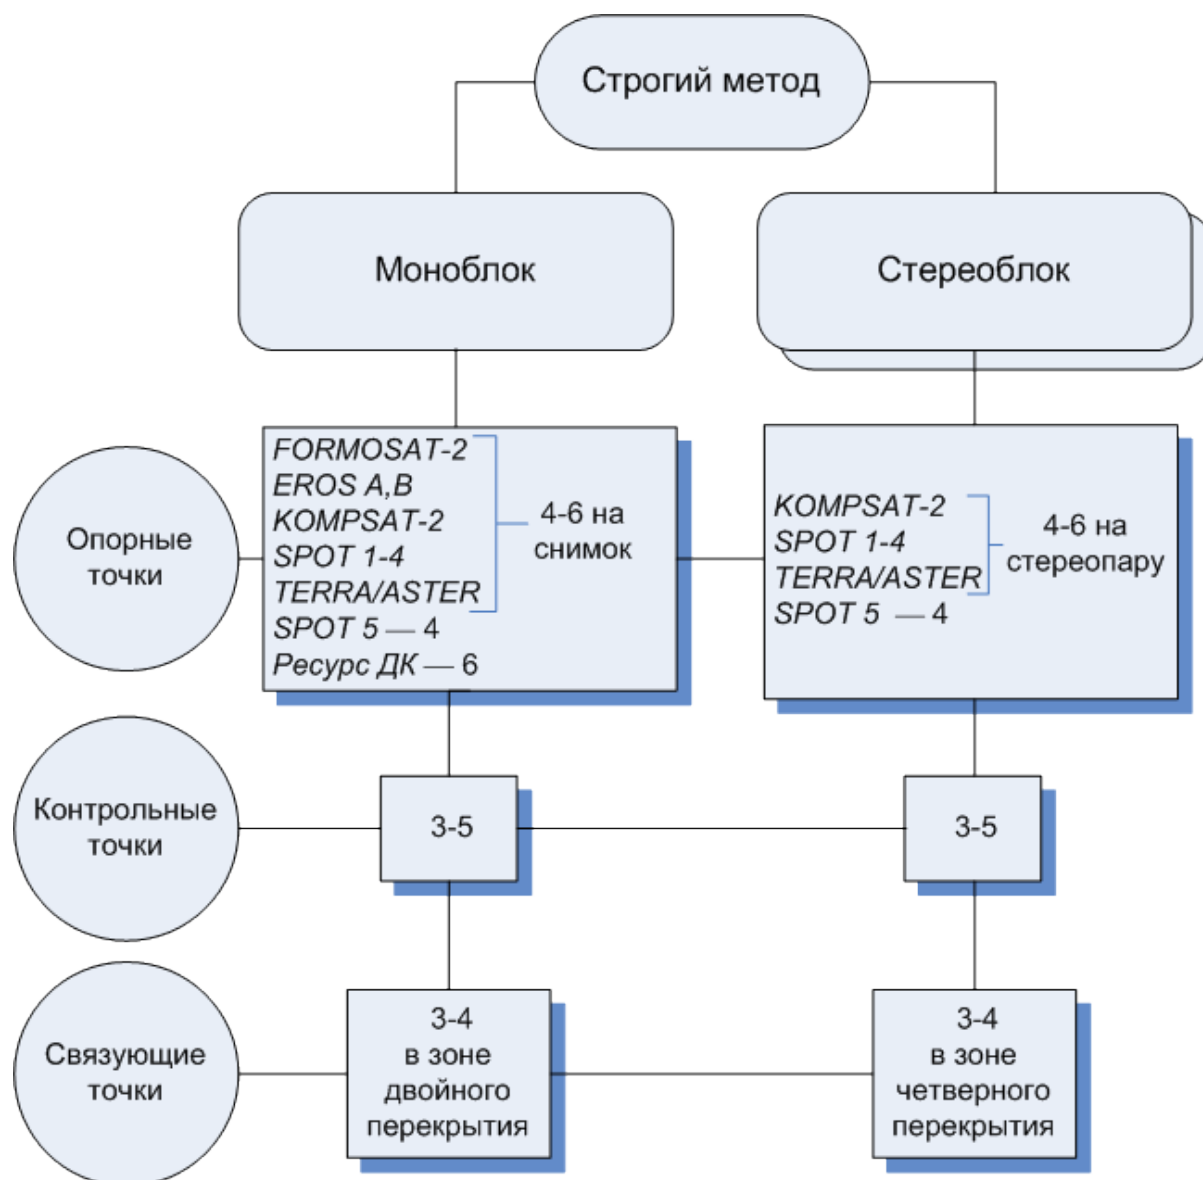 Строгий метод
Моноблок
Стереоблок
Опорные
точки
FORMOSAT-2
EROS A,B
KOMPSAT-2
SPOT 1-4
TERRA/ASTER
SPOT 5 — 4
Ресурс ДК — 6
4-6 на
снимок
KOMPSAT-2
SPOT 1-4
TERRA/ASTER
SPOT 5 — 4
4-6 на
стереопару
Контрольные
точки
3-5
3-5
Связующие
точки
3-4
в зоне
двойного
перекрытия
3-4
в зоне
четверного
перекрытия